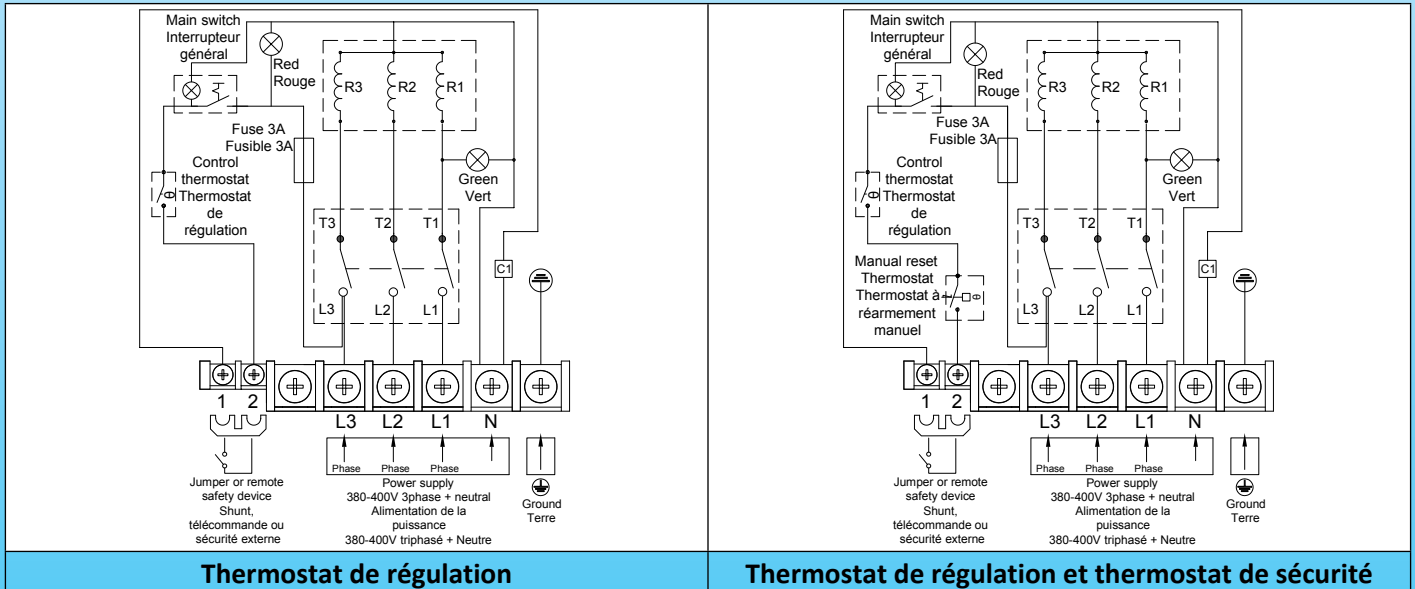 Main switch
Interrupteur
général
Red
Rouge
R3 R2 R1
Fuse 3A
Fusible 3A
Control
thermostat
Thermostat
de
régulation
θ
Green
Vert
T3 T2 T1
C1
L3 L2 L1
1 2
L3 L2 L1 N
Phase Phase Phase
Jumper or remote
safety device
Shunt,
télécommande ou
sécurité externe
Power supply
380-400V 3phase + neutral
Alimentation de la
puissance
380-400V triphasé + Neutre
Ground
Terre
Thermostat de régulation
Main switch
Interrupteur
général
Red
Rouge
R3 R2 R1
Fuse 3A
Fusible 3A
Control
thermostat
Thermostat
de
régulation
θ
Green
Vert
T3 T2 T1
Manual reset
Thermostat
Thermostat à
réarmement
manuel
θ
C1
L3 L2 L1
1 2
L3 L2 L1 N
Phase Phase Phase
Jumper or remote
safety device
Shunt,
télécommande ou
sécurité externe
Power supply
380-400V 3phase + neutral
Alimentation de la
puissance
380-400V triphasé + Neutre
Ground
Terre
Thermostat de régulation et thermostat de sécurité